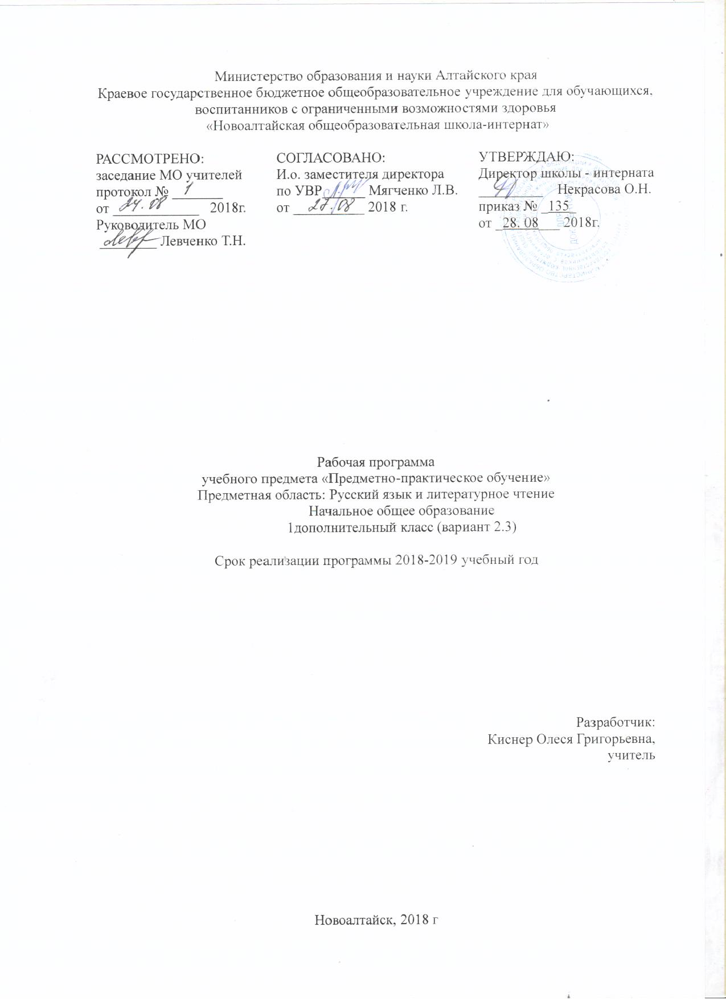 Министерство образования и науки Алтайского края
Краевое государственное бюджетное общеобразовательное учреждение для обучающихся,
воспитанников с ограниченными возможностями здоровья
«Новоалтайская общеобразовательная школа-интернат»
РАССМОТРЕНО:
заседание МО учителей
протокол № 1
от 24.08 2018г.
Руководитель МО
Левченко Т.Н.
СОГЛАСОВАНО:
И.о. заместителя директора
по УВР Мягченко Л.В.
от 27.08 2018 г.
УТВЕРЖДАЮ:
Директор школы - интерната
Некрасова О.Н.
приказ № 135
от 28. 08 2018г.
Рабочая программа
учебного предмета «Предметно-практическое обучение»
Предметная область: Русский язык и литературное чтение
Начальное общее образование
1дополнительный класс (вариант 2.3)
Срок реализации программы 2018-2019 учебный год
Разработчик:
Киснер Олеся Григорьевна,
учитель
Новоалтайск, 2018 г